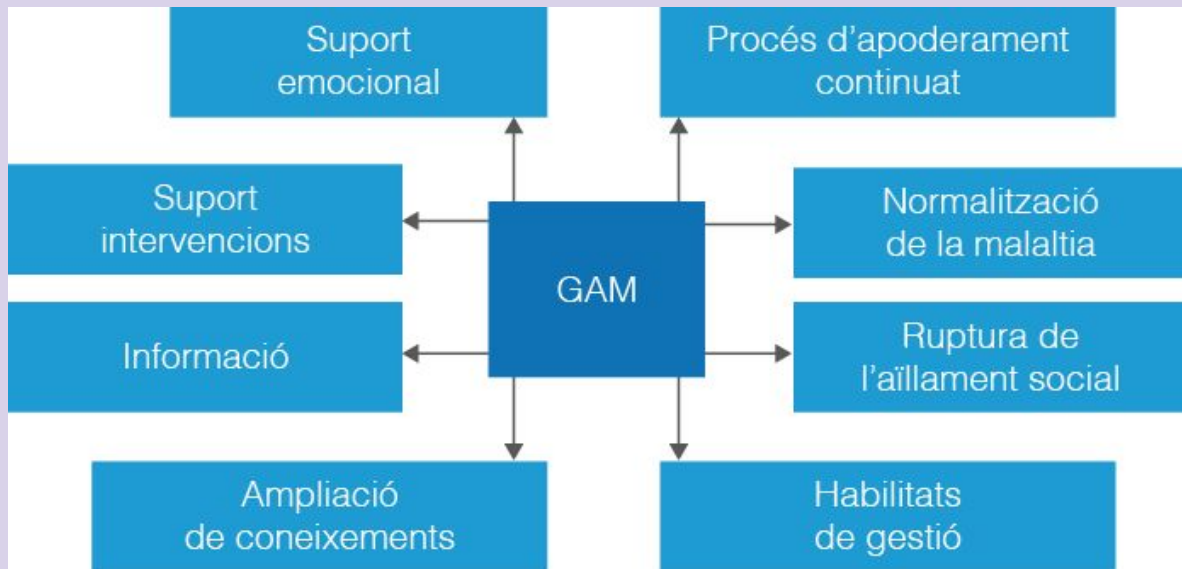 Suport
emocional
Procés d’apoderament
continuat
Suport
intervencions
Normalització
de la malaltia
GAM
Informació
Ruptura de
l’aïllament social
Ampliació
de coneixements
Habilitats
de gestió